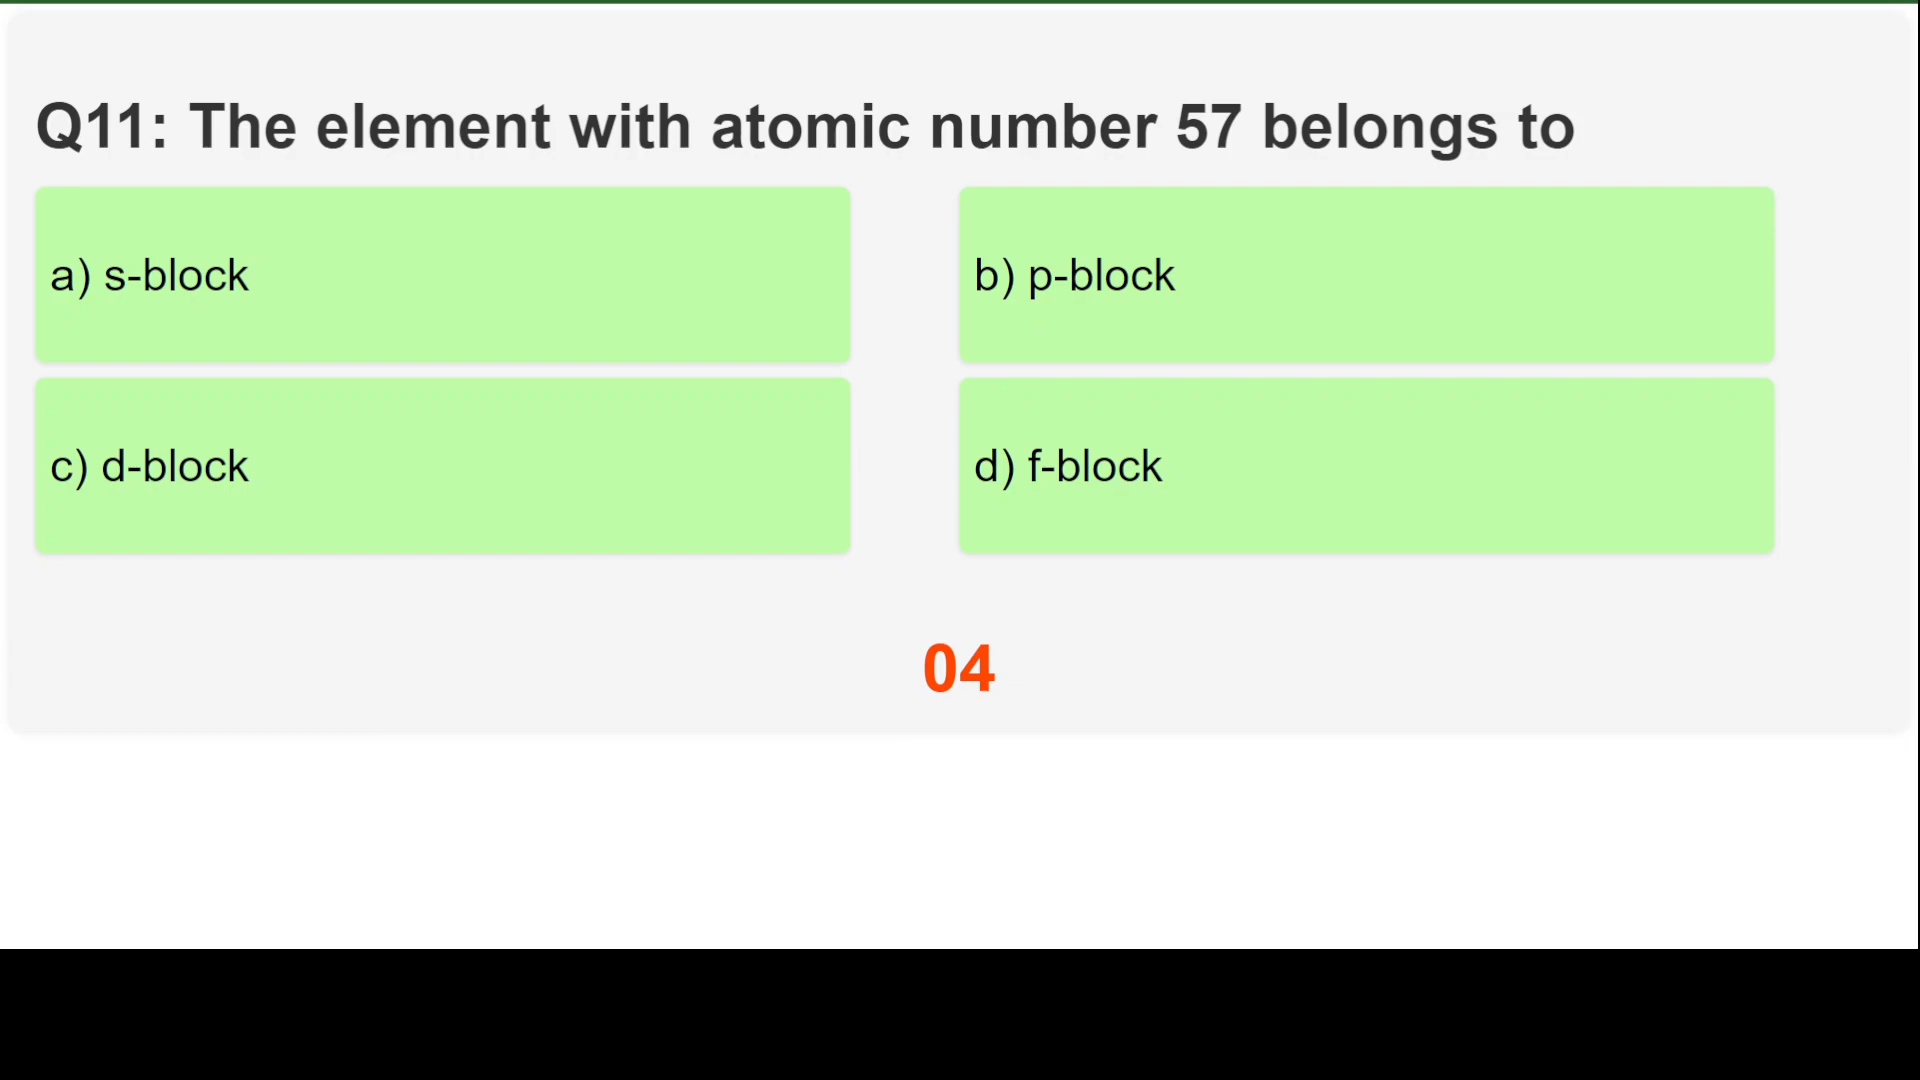 Q11: The element with atomic number 57 belongs to
a) s-block
b) p-block
c) d-block
d) f-block
04